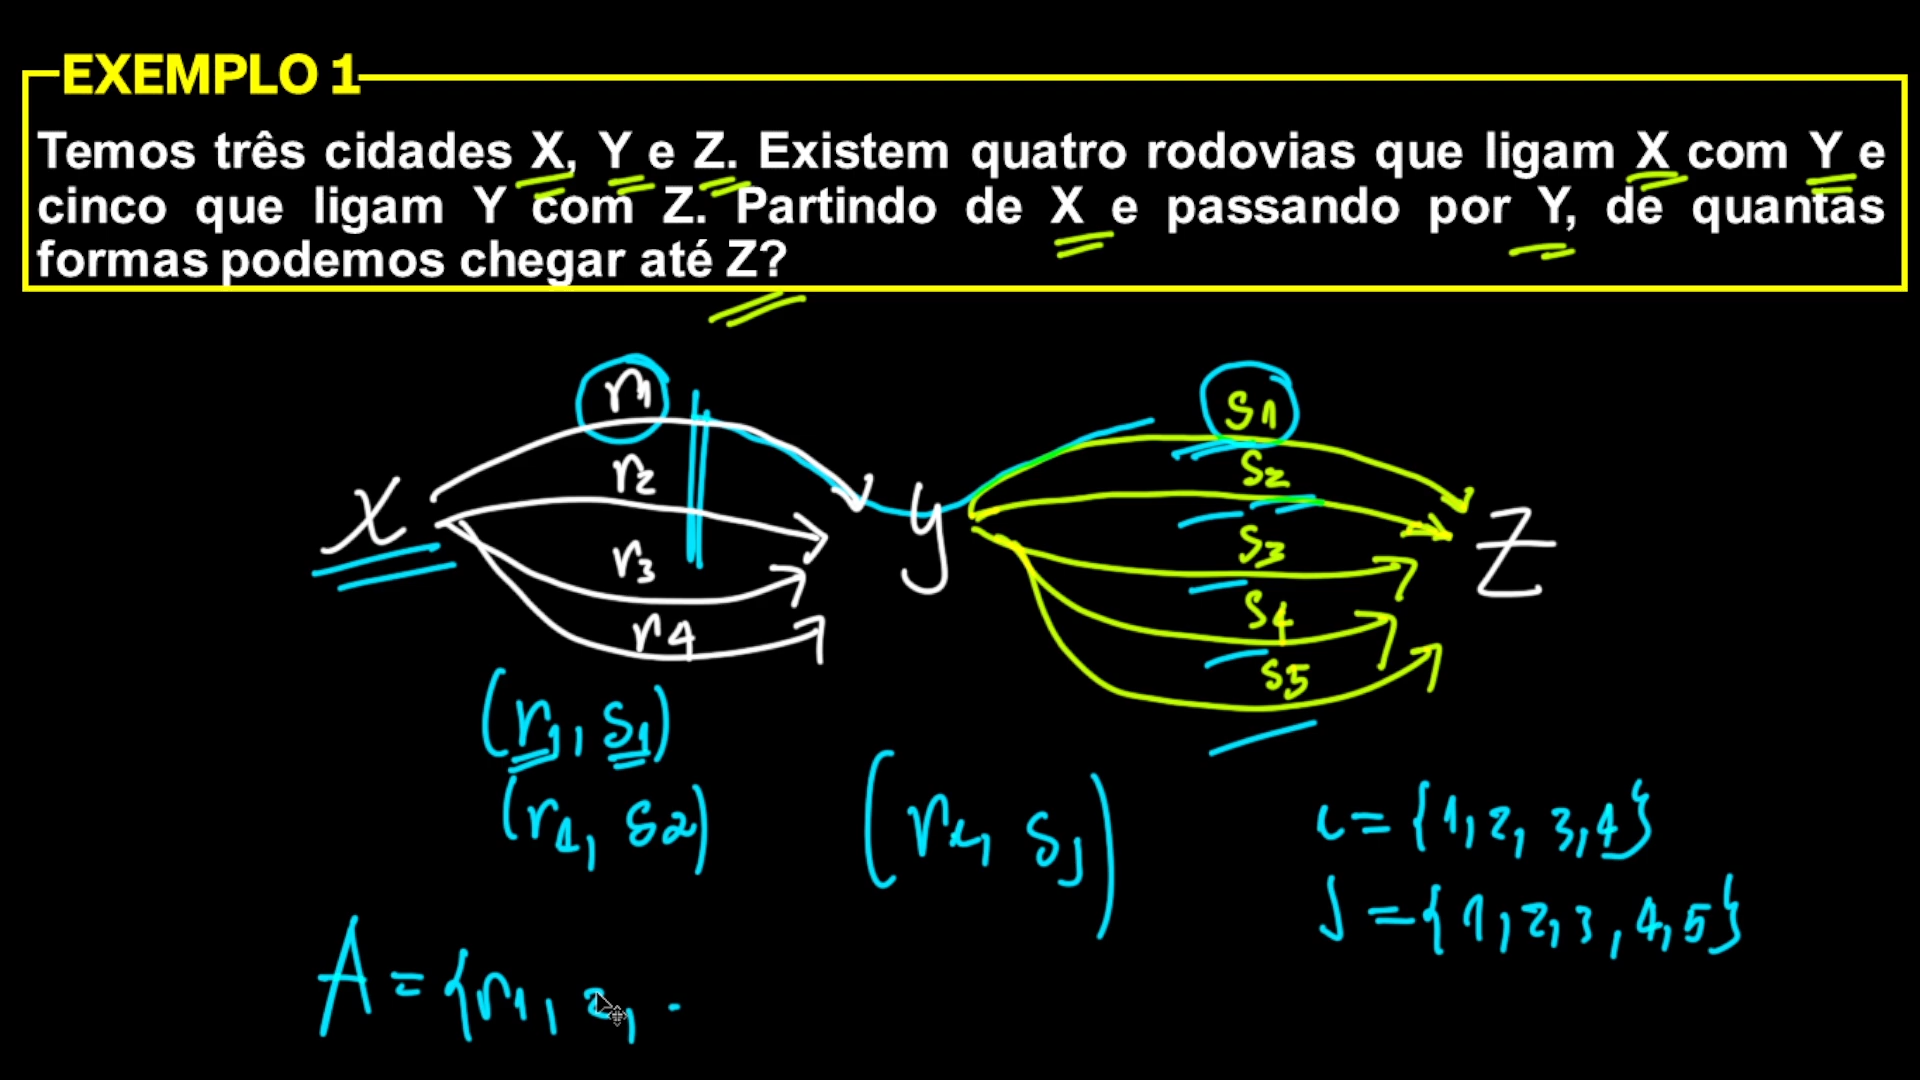 EXEMPLO 1
Temos três cidades X, Y e Z. Existem quatro rodovias que ligam X com Y e
cinco que ligam Y com Z. Partindo de X e passando por Y, de quantas
formas podemos chegar até Z?
r1
s1
r2
s2
x
y
z
r3
s3
r4
s4
s5
(r1, s1)
(r1, s2)
(ri, sj)
i = {1, 2, 3, 4}
j = {1, 2, 3, 4, 5}
A = {r1, 2, .